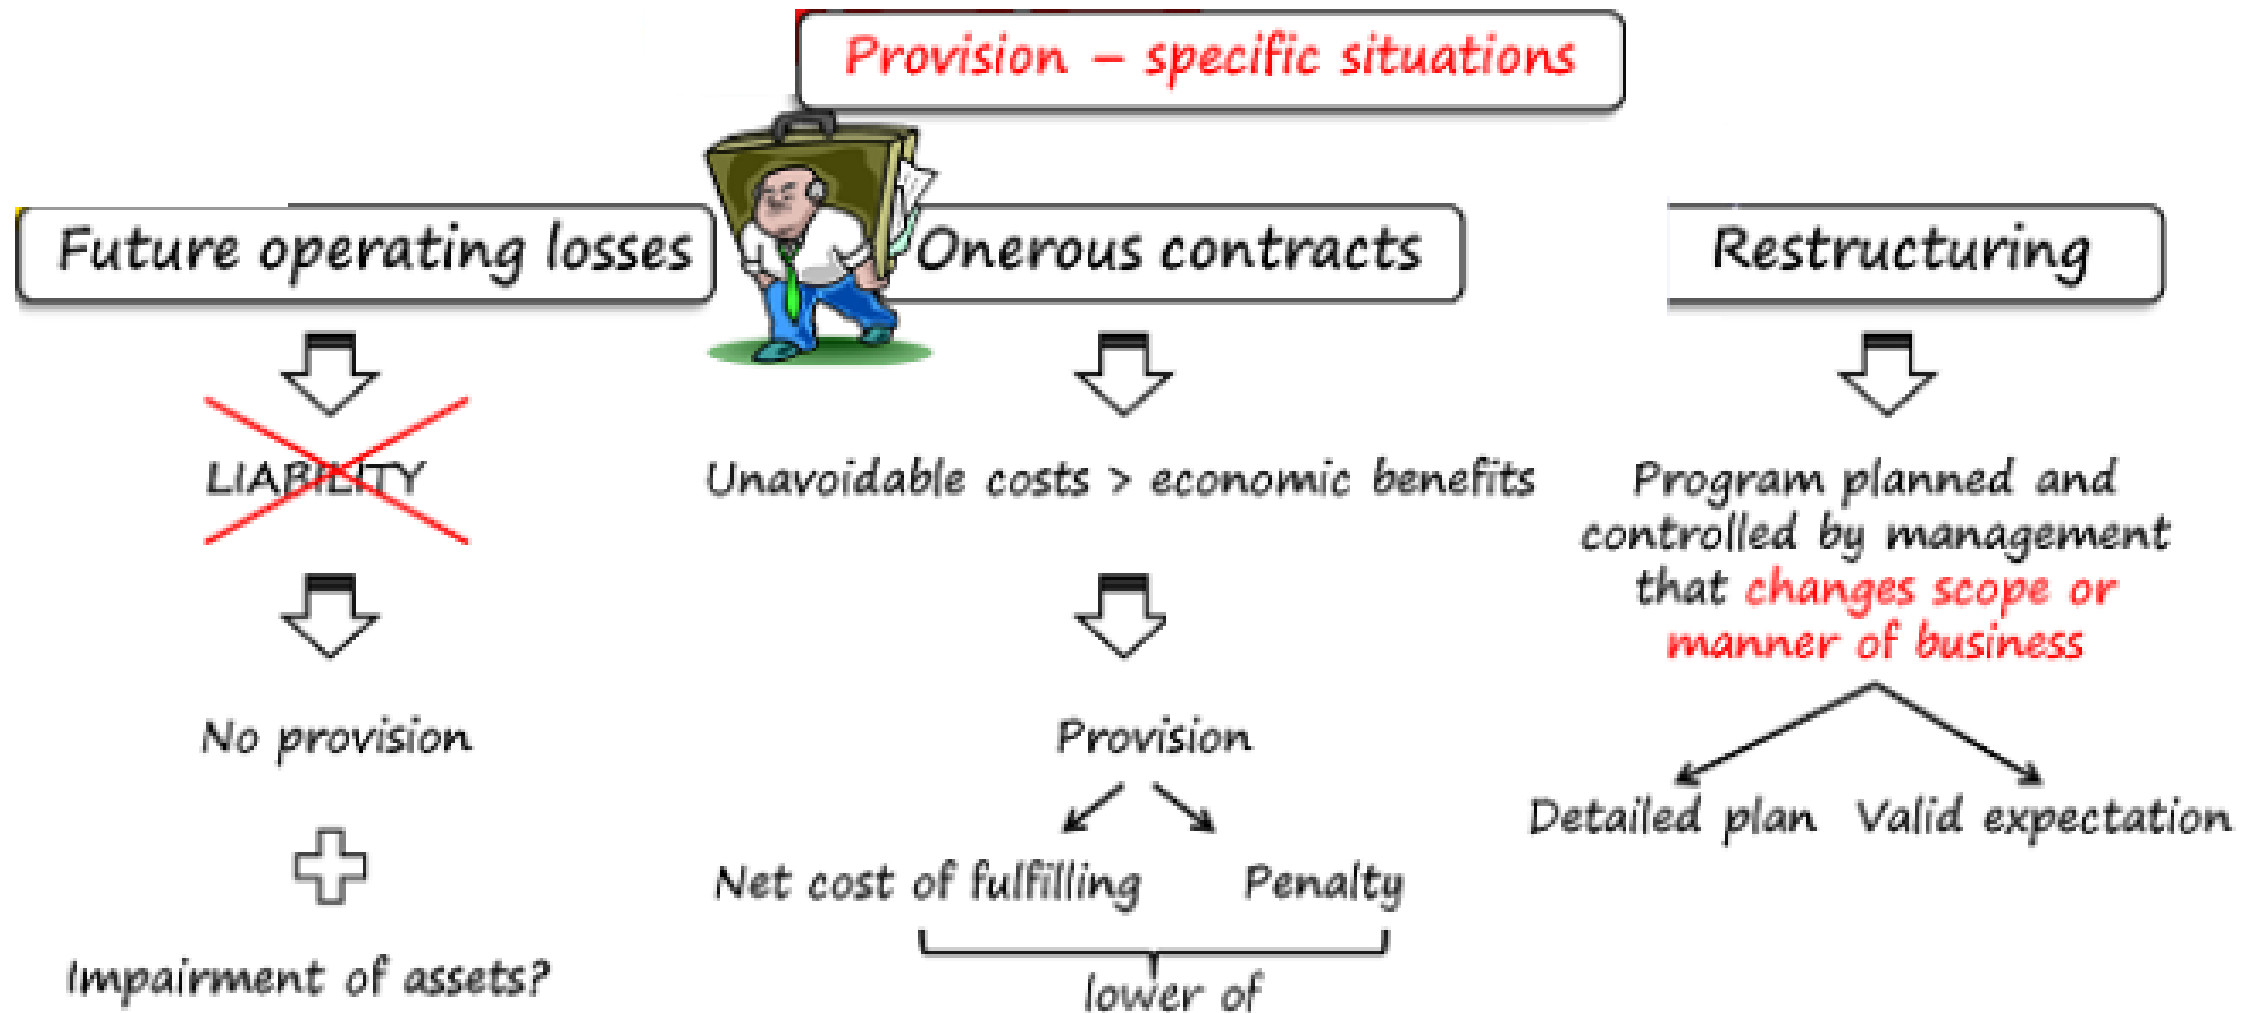 Provision – specific situations
Future operating losses
LIABILITY
No provision
Impairment of assets?
Onerous contracts
Unavoidable costs > economic benefits
Provision
Net cost of fulfilling
Penalty
lower of
Restructuring
Program planned and
controlled by management
that changes scope or
manner of business
Detailed plan
Valid expectation